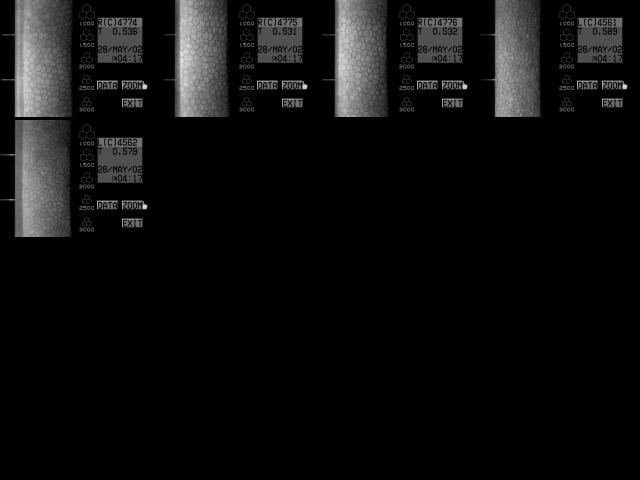 1000
R(C)4774
T 0.536
1500
28/MAY/02
PM04:17
2000
2500
DATA ZOOM
EXIT
3000
1000
R(C)4775
T 0.531
1500
28/MAY/02
PM04:17
2000
2500
DATA ZOOM
EXIT
3000
1000
R(C)4776
T 0.532
1500
28/MAY/02
PM04:17
2000
2500
DATA ZOOM
EXIT
3000
1000
L(C)4561
T 0.589
1500
28/MAY/02
PM04:17
2000
2500
DATA ZOOM
EXIT
3000
1000
L(C)4562
T 0.579
1500
28/MAY/02
PM04:17
2000
2500
DATA ZOOM
EXIT
3000